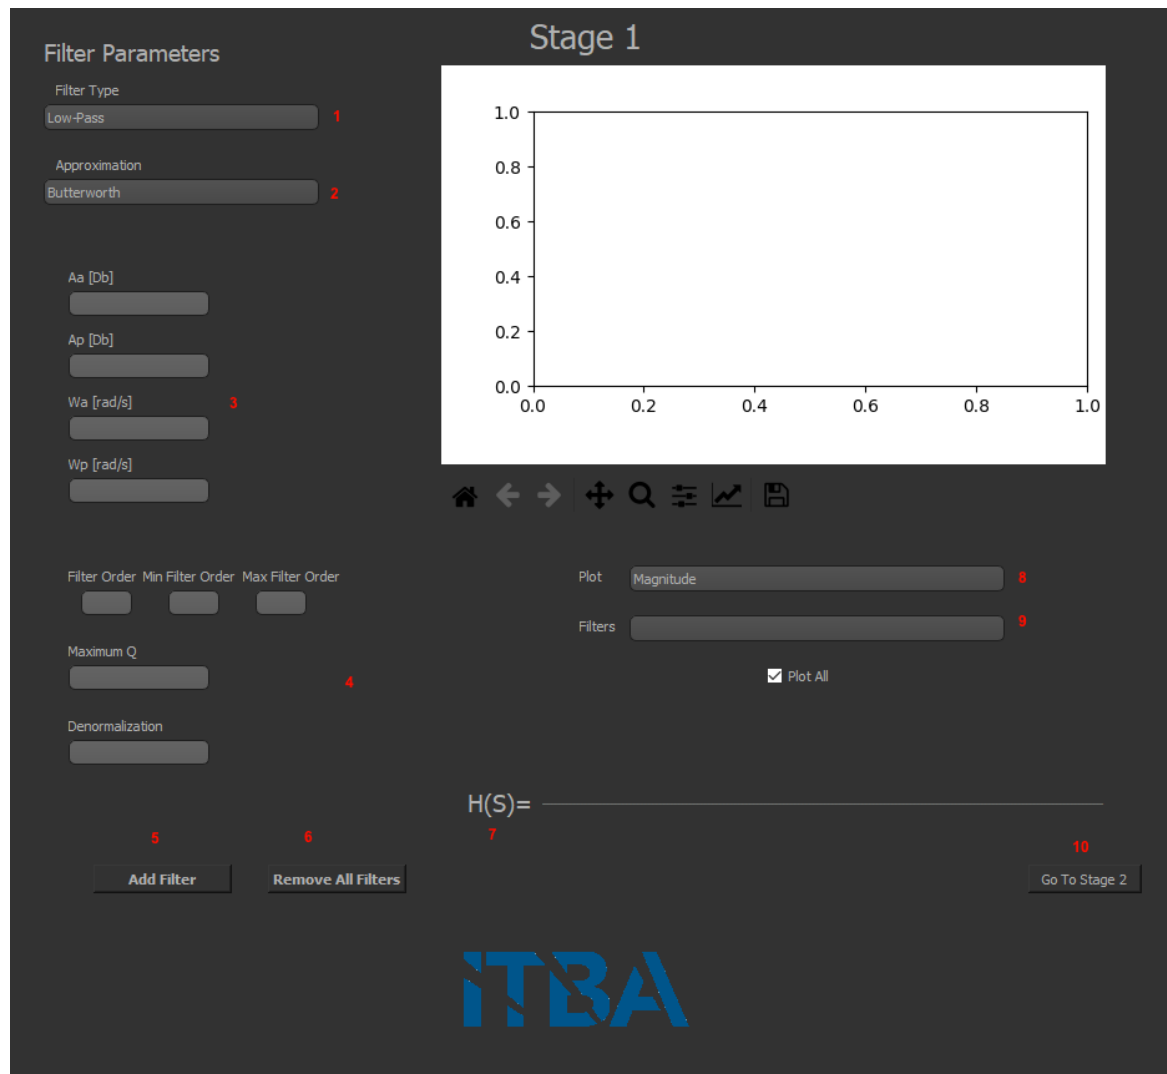 Stage 1
Filter Parameters
Filter Type
Low-Pass 1
Approximation
Butterworth 2
Aa [Db]
Ap [Db]
Wa [rad/s] 3
Wp [rad/s]
1.0
0.8
0.6
0.4
0.2
0.0
0.0 0.2 0.4 0.6 0.8 1.0
Filter Order Min Filter Order Max Filter Order
Maximum Q
4
Denormalization
Plot Magnitude 8
Filters 9
Plot All
H(S)=
7
5 6
Add Filter Remove All Filters
10
Go To Stage 2
iTBA